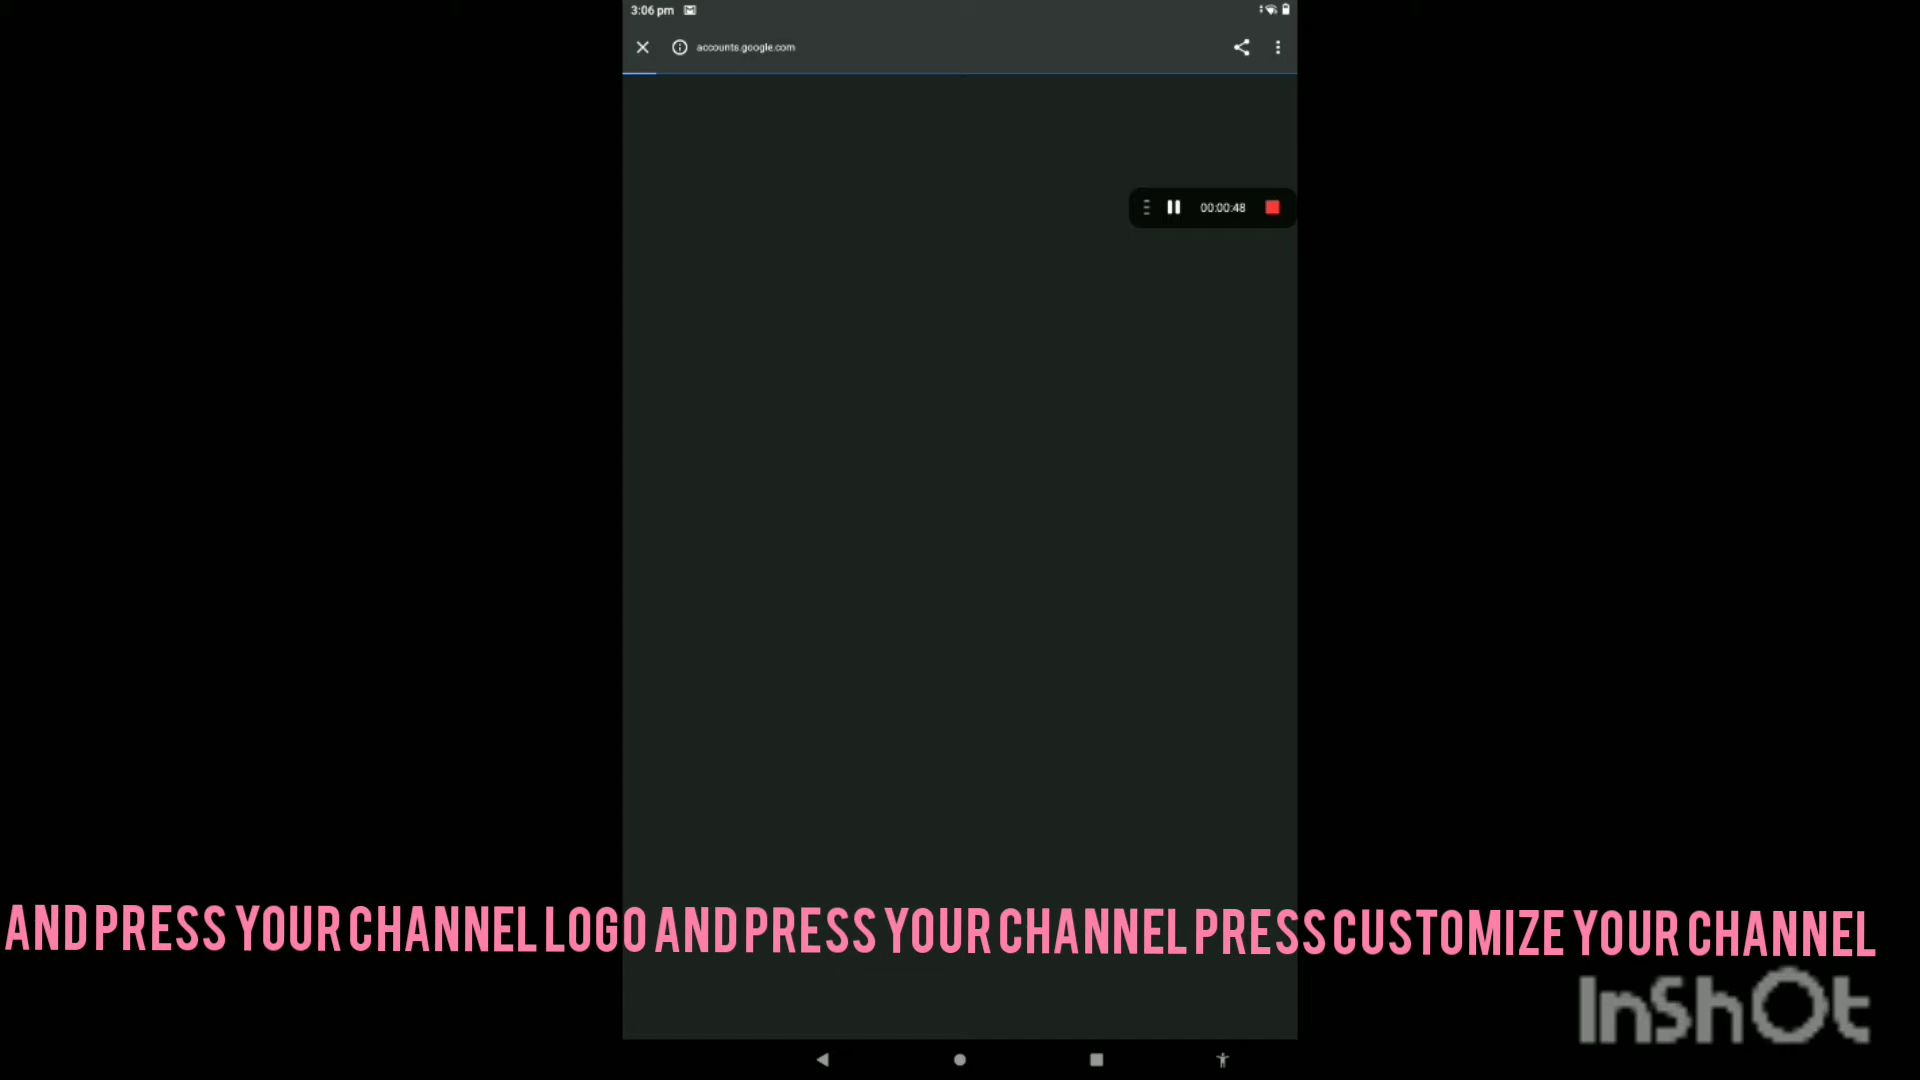 3:06 pm
accounts.google.com
00:00:48
AND PRESS YOUR CHANNEL LOGO AND PRESS YOUR CHANNEL PRESS CUSTOMIZE YOUR CHANNEL
InShOt